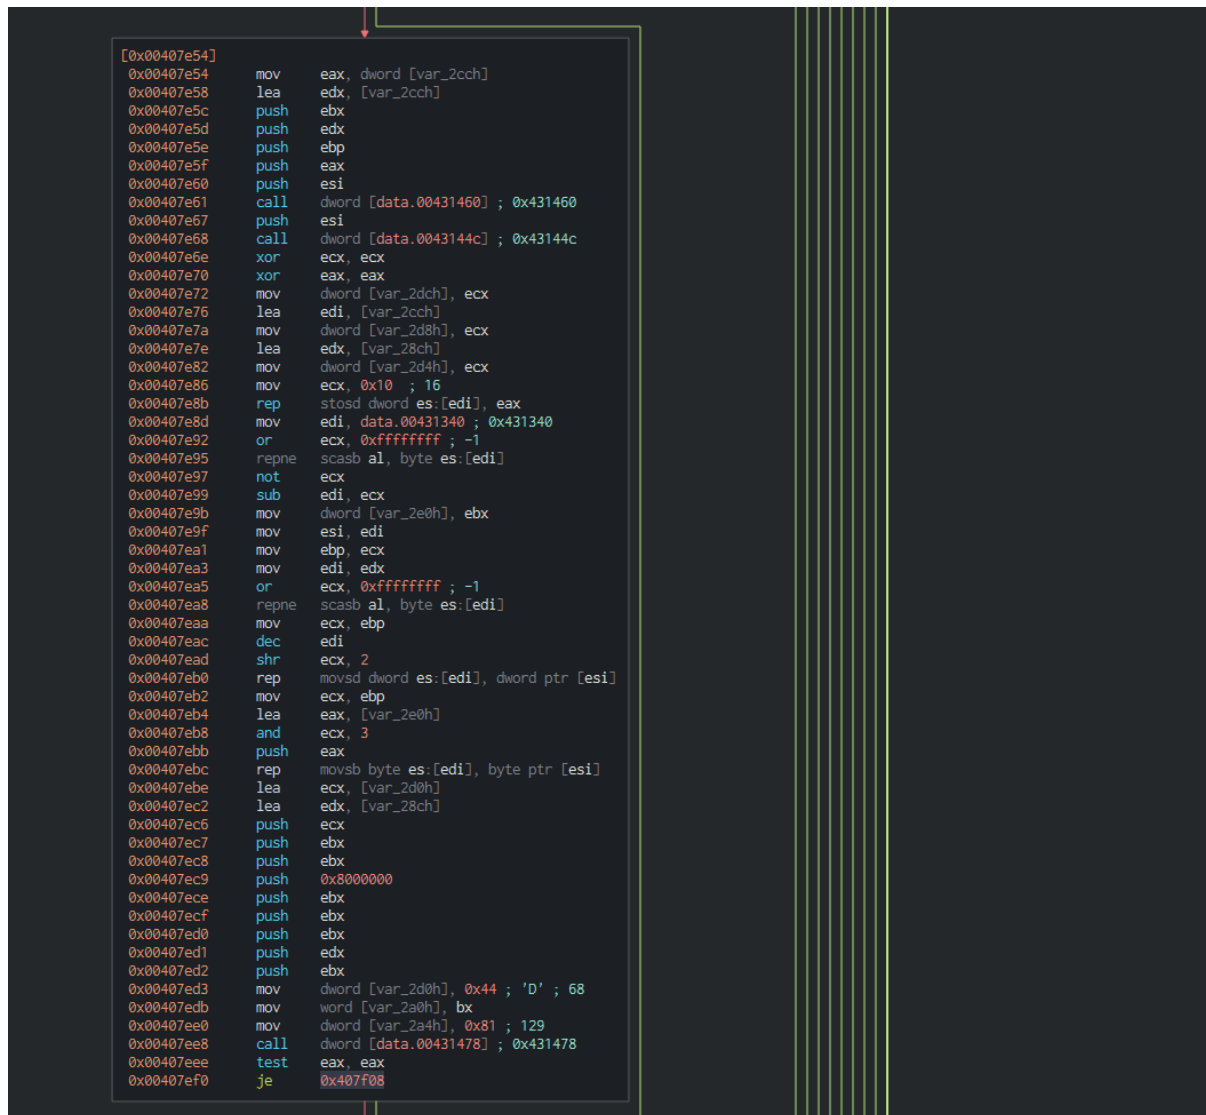 [0x00407e54]
0x00407e54 mov eax, dword [var_2cch]
0x00407e58 lea edx, [var_2cch]
0x00407e5c push ebx
0x00407e5d push edx
0x00407e5e push ebp
0x00407e5f push eax
0x00407e60 push esi
0x00407e61 call dword [data.00431460] ; 0x431460
0x00407e67 push esi
0x00407e68 call dword [data.0043144c] ; 0x43144c
0x00407e6e xor ecx, ecx
0x00407e70 xor eax, eax
0x00407e72 mov dword [var_2dch], ecx
0x00407e76 lea edi, [var_2cch]
0x00407e7a mov dword [var_2d8h], ecx
0x00407e7e lea edx, [var_28ch]
0x00407e82 mov dword [var_2d4h], ecx
0x00407e86 mov ecx, 0x10 ; 16
0x00407e8b rep stosd dword es:[edi], eax
0x00407e8d mov edi, data.00431340 ; 0x431340
0x00407e92 or ecx, 0xffffffff ; -1
0x00407e95 repne scasb al, byte es:[edi]
0x00407e97 not ecx
0x00407e99 sub edi, ecx
0x00407e9b mov dword [var_2e0h], ebx
0x00407e9f mov esi, edi
0x00407ea1 mov ebp, ecx
0x00407ea3 mov edi, edx
0x00407ea5 or ecx, 0xffffffff ; -1
0x00407ea8 repne scasb al, byte es:[edi]
0x00407eaa mov ecx, ebp
0x00407eac dec edi
0x00407ead shr ecx, 2
0x00407eb0 rep movsd dword es:[edi], dword ptr [esi]
0x00407eb2 mov ecx, ebp
0x00407eb4 lea eax, [var_2e0h]
0x00407eb8 and ecx, 3
0x00407ebb push eax
0x00407ebc rep movsb byte es:[edi], byte ptr [esi]
0x00407ebe lea ecx, [var_2d0h]
0x00407ec2 lea edx, [var_28ch]
0x00407ec6 push ecx
0x00407ec7 push ebx
0x00407ec8 push ebx
0x00407ec9 push 0x8000000
0x00407ece push ebx
0x00407ecf push ebx
0x00407ed0 push ebx
0x00407ed1 push edx
0x00407ed2 push ebx
0x00407ed3 mov dword [var_2d0h], 0x44 ; 'D' ; 68
0x00407edb mov word [var_2a0h], bx
0x00407ee0 mov dword [var_2a4h], 0x81 ; 129
0x00407ee8 call dword [data.00431478] ; 0x431478
0x00407eee test eax, eax
0x00407ef0 je 0x407f08